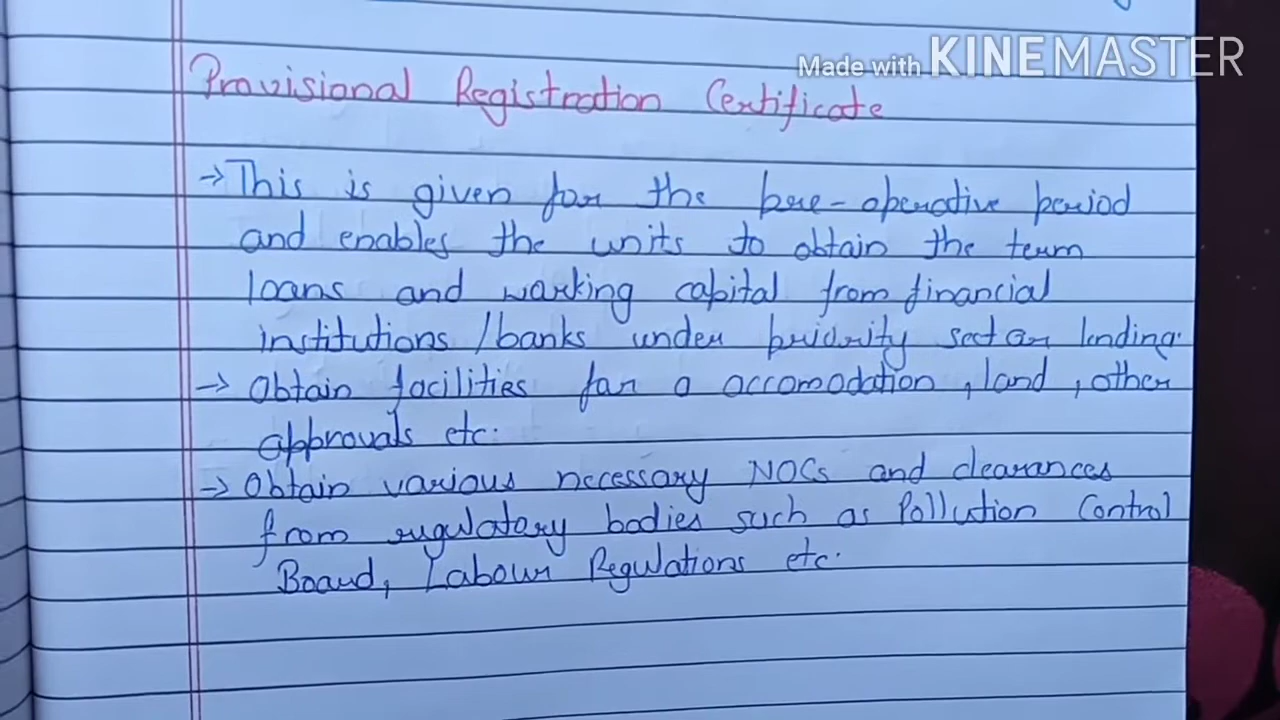 Made with KINEMASTER
Provisional Registration Certificate
→ This is given for the pre-operative period
and enables the units to obtain the term
loans and working capital from financial
institutions /banks under priority sector lending.
→ Obtain facilities for a accomodation, land, other
approvals etc.
→ Obtain various necessary NOCs and clearances
from regulatory bodies such as Pollution Control
Board, Labour Regulations etc.